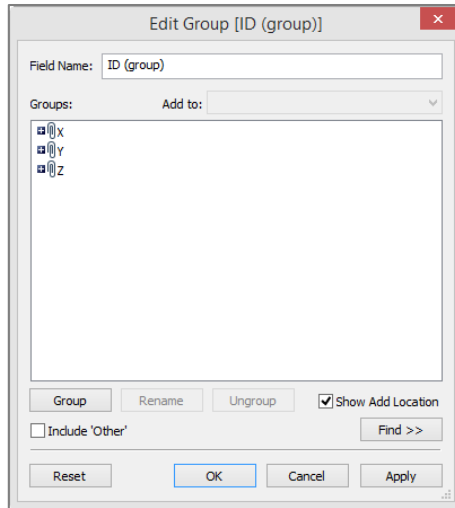 Edit Group [ID (group)]
Field Name: ID (group)
Groups: Add to:
X
Y
Z
Group Rename Ungroup Show Add Location
Include 'Other' Find >>
Reset OK Cancel Apply